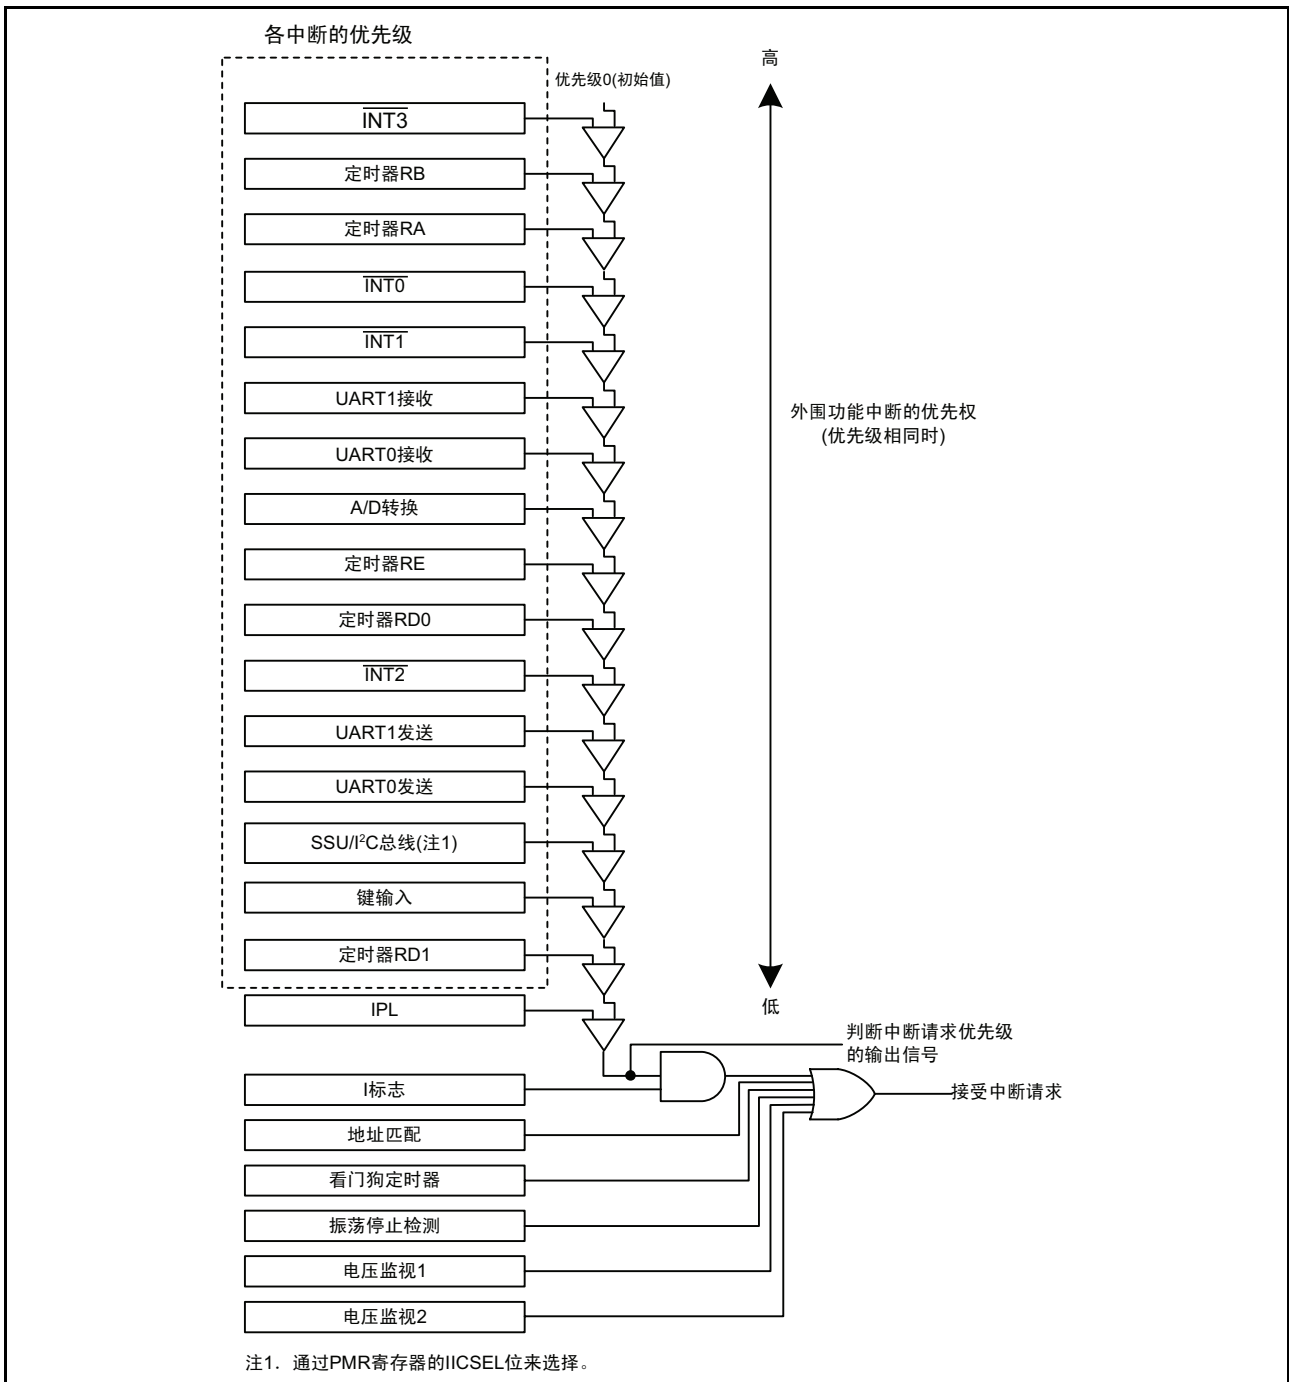 各中断的优先级
高
优先级0(初始值)
INT3
定时器RB
定时器RA
INT0
INT1
UART1接收
外围功能中断的优先权
(优先级相同时)
UART0接收
A/D转换
定时器RE
定时器RD0
INT2
UART1发送
UART0发送
SSU/I²C总线(注1)
键输入
定时器RD1
低
IPL
判断中断请求优先级
的输出信号
I标志
接受中断请求
地址匹配
看门狗定时器
振荡停止检测
电压监视1
电压监视2
注1. 通过PMR寄存器的IICSEL位来选择。